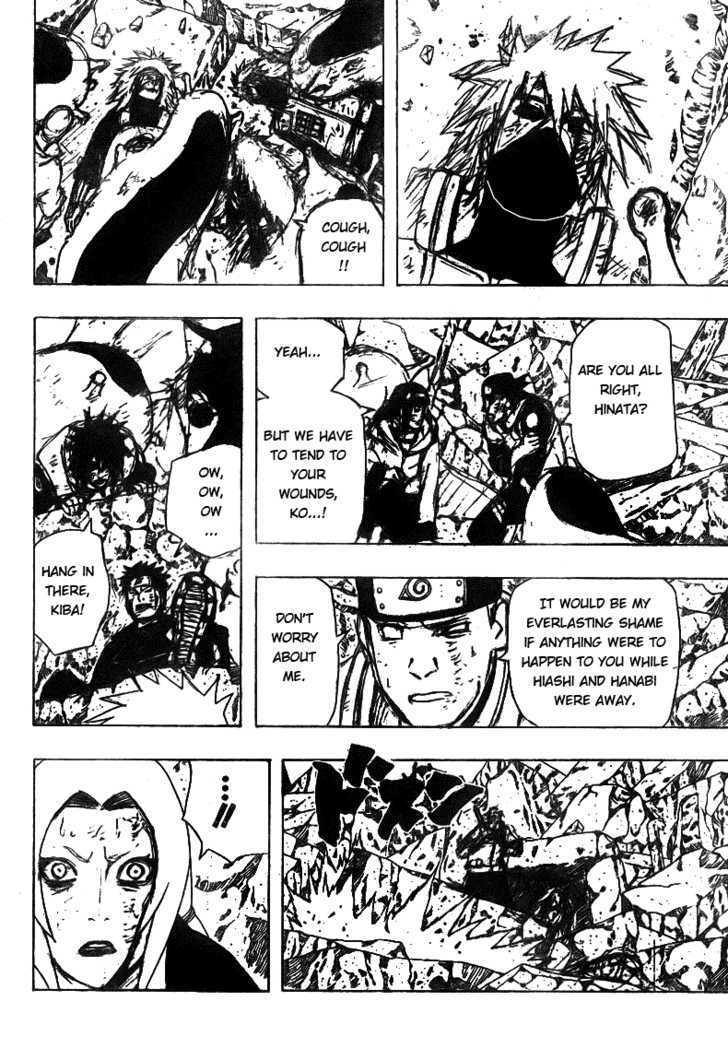 COUGH,
COUGH
!!
ARE YOU ALL
RIGHT,
HINATA?
YEAH...
BUT WE HAVE
TO TEND TO
YOUR
WOUNDS,
KO...!
OW,
OW,
OW
...
HANG IN
THERE,
KIBA!
IT WOULD BE MY
EVERLASTING SHAME
IF ANYTHING WERE TO
HAPPEN TO YOU WHILE
HIASHI AND HANABI
WERE AWAY.
DON'T
WORRY
ABOUT
ME.
...!!